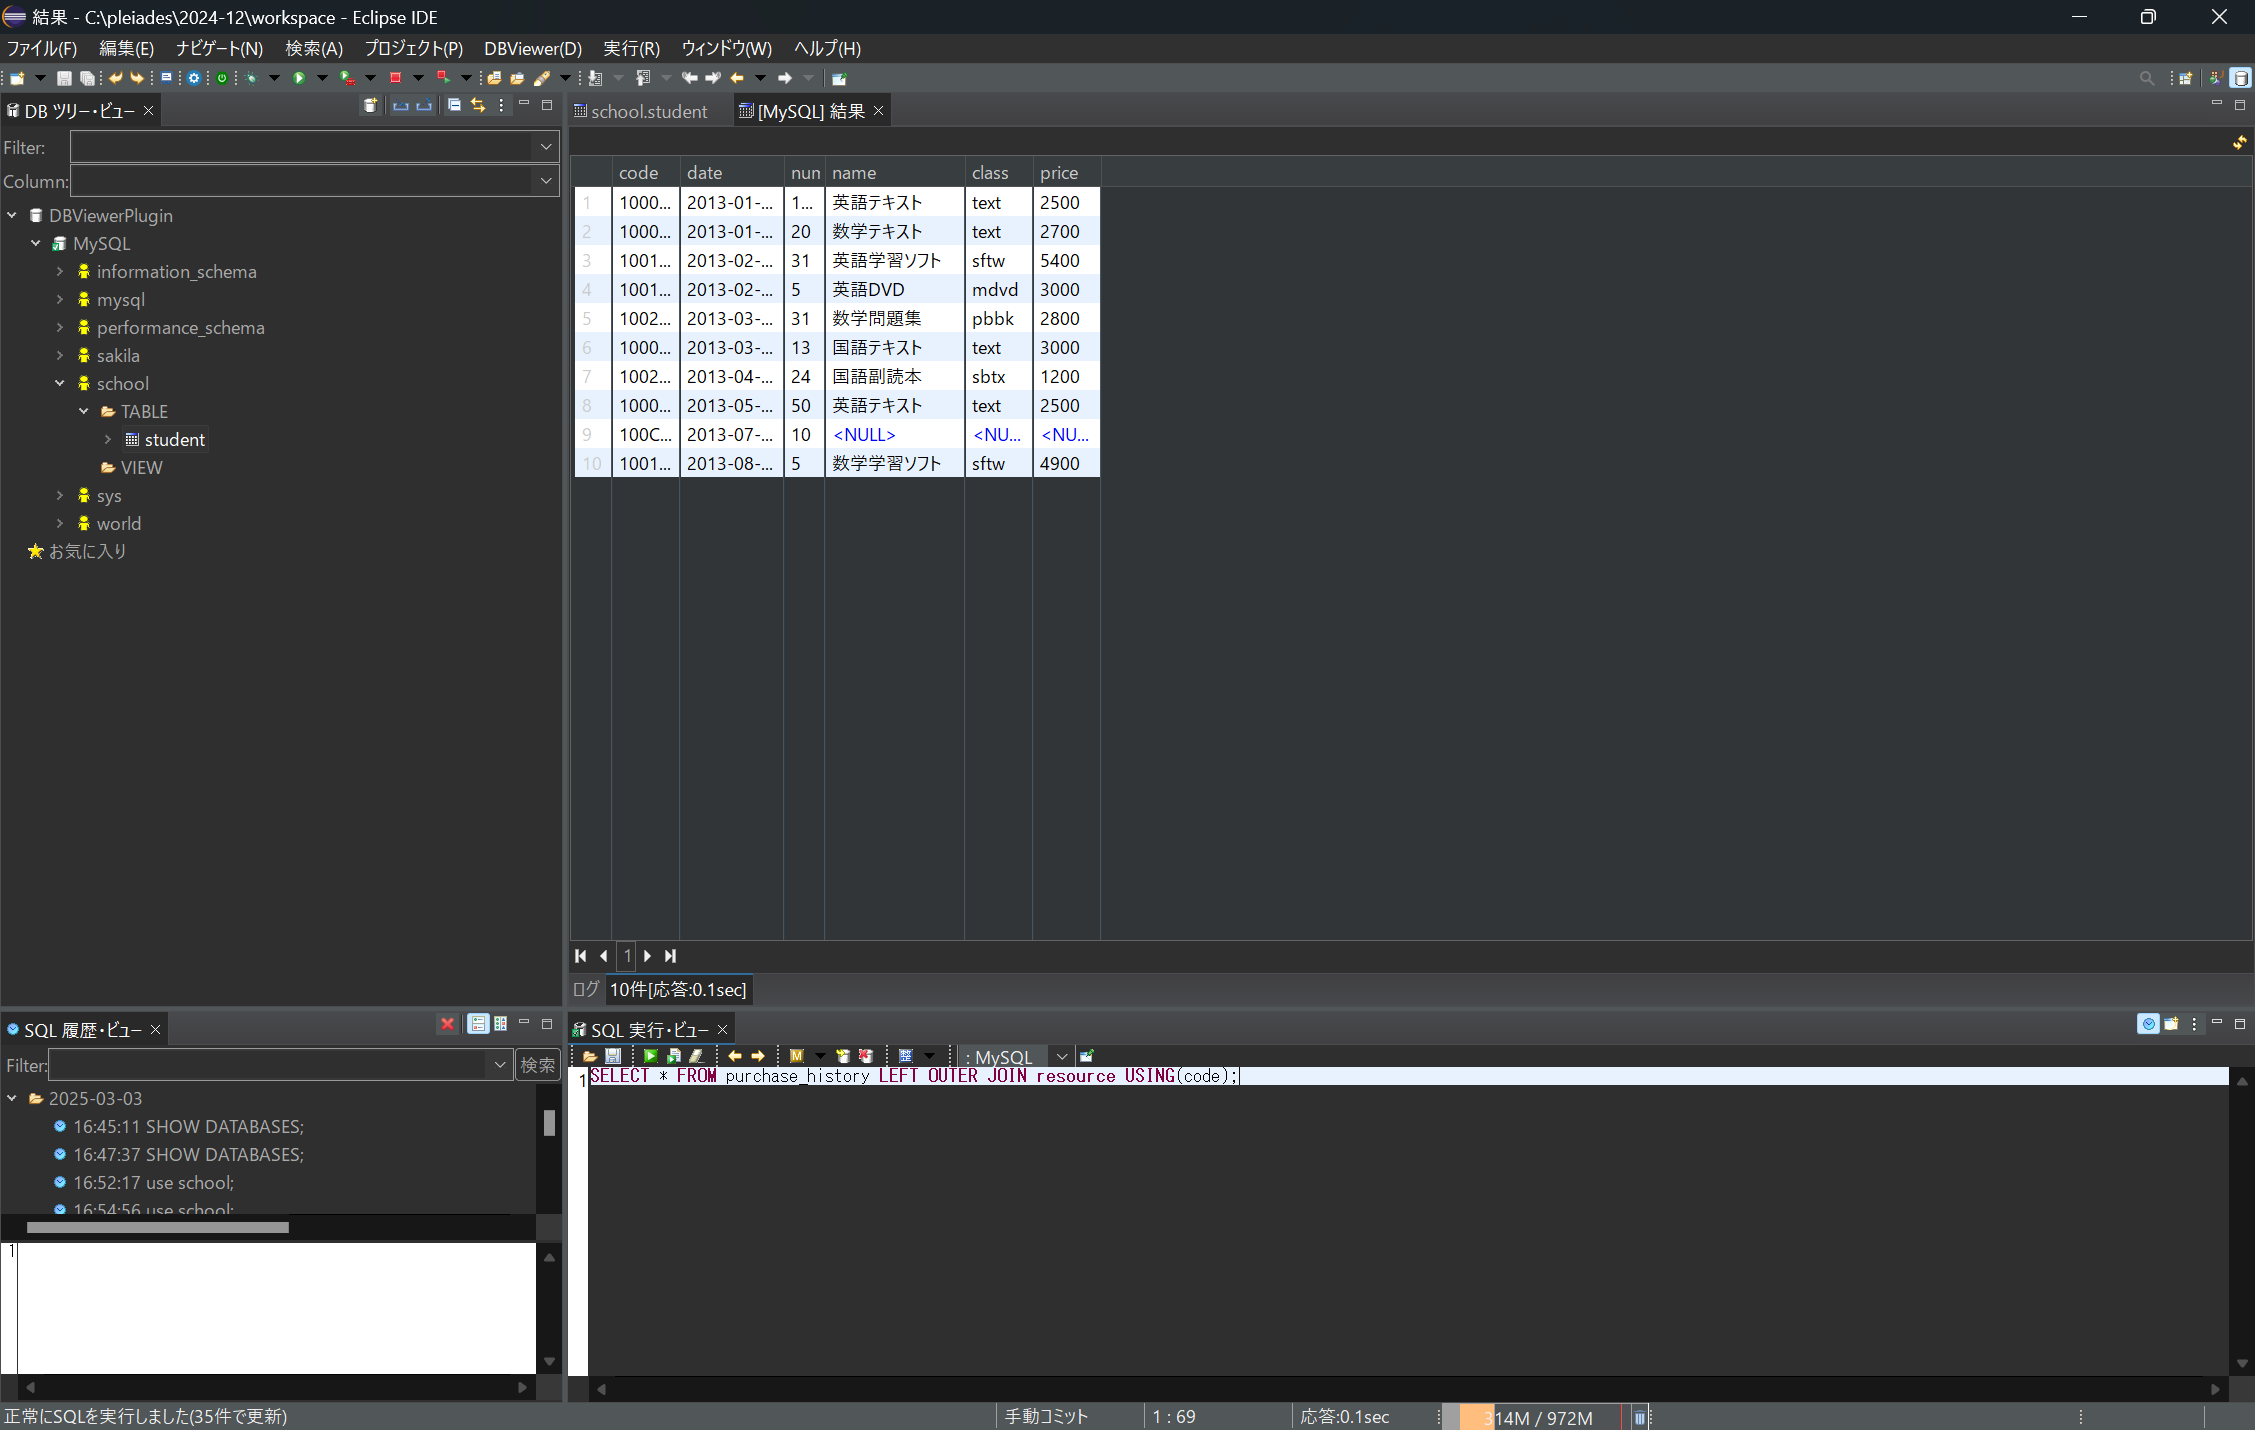 結果 - C:\pleiades\2024-12\workspace - Eclipse IDE
ファイル(F) 編集(E) ナビゲート(N) 検索(A) プロジェクト(P) DBViewer(D) 実行(R) ウィンドウ(W) ヘルプ(H)
DB ツリー・ビュー
Filter:
Column:
DBViewerPlugin
MySQL
information_schema
mysql
performance_schema
sakila
school
TABLE
student
VIEW
sys
world
お気に入り
school.student [MySQL] 結果
code date nun name class price
1 1000... 2013-01-... 1... 英語テキスト text 2500
2 1000... 2013-01-... 20 数学テキスト text 2700
3 1001... 2013-02-... 31 英語学習ソフト sftw 5400
4 1001... 2013-02-... 5 英語DVD mdvd 3000
5 1002... 2013-03-... 31 数学問題集 pbbk 2800
6 1000... 2013-03-... 13 国語テキスト text 3000
7 1002... 2013-04-... 24 国語副読本 sbtx 1200
8 1000... 2013-05-... 50 英語テキスト text 2500
9 100C... 2013-07-... 10 <NULL> <NU... <NU...
10 1001... 2013-08-... 5 数学学習ソフト sftw 4900
1
ログ 10件[応答:0.1sec]
SQL 履歴・ビュー
Filter: 検索
2025-03-03
16:45:11 SHOW DATABASES;
16:47:37 SHOW DATABASES;
16:52:17 use school;
16:54:56 use school;
1
SQL 実行・ビュー
: MySQL
1 SELECT * FROM purchase_history LEFT OUTER JOIN resource USING(code);
正常にSQLを実行しました(35件で更新) 手動コミット 1 : 69 応答:0.1sec 314M / 972M